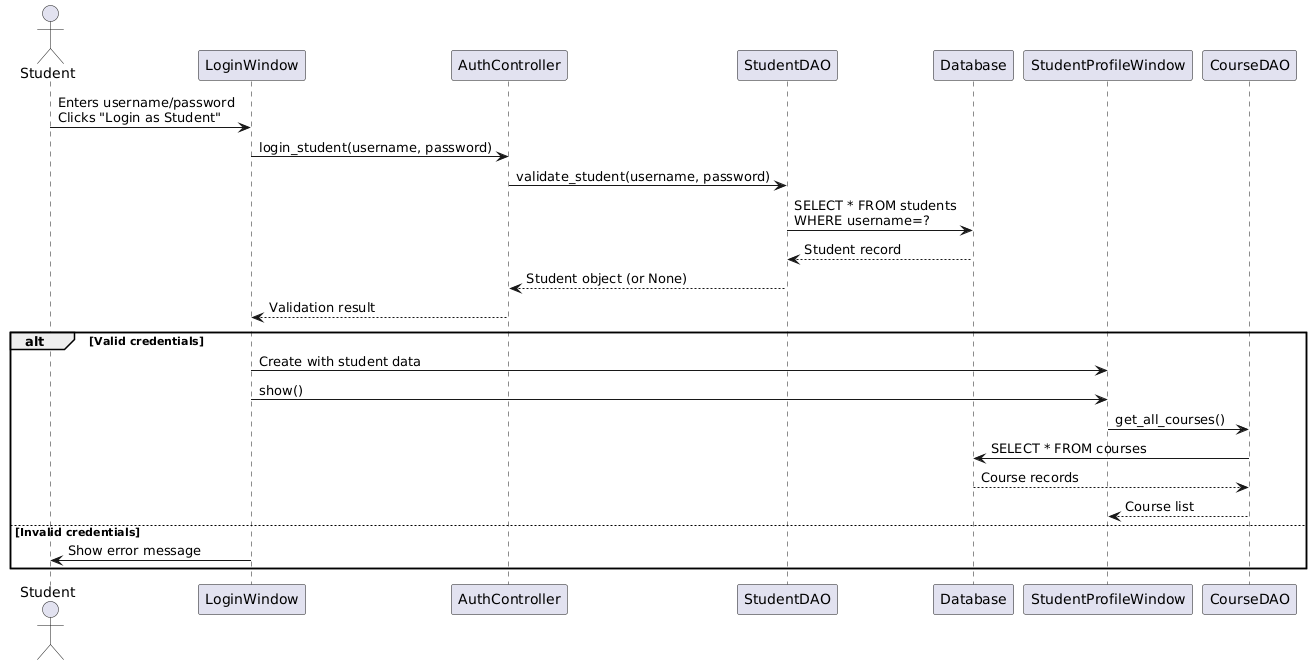 Student
LoginWindow
AuthController
StudentDAO
Database
StudentProfileWindow
CourseDAO
Enters username/password
Clicks "Login as Student"
login_student(username, password)
validate_student(username, password)
SELECT * FROM students
WHERE username=?
Student record
Student object (or None)
Validation result
alt
[Valid credentials]
Create with student data
show()
get_all_courses()
SELECT * FROM courses
Course records
Course list
[Invalid credentials]
Show error message
Student
LoginWindow
AuthController
StudentDAO
Database
StudentProfileWindow
CourseDAO